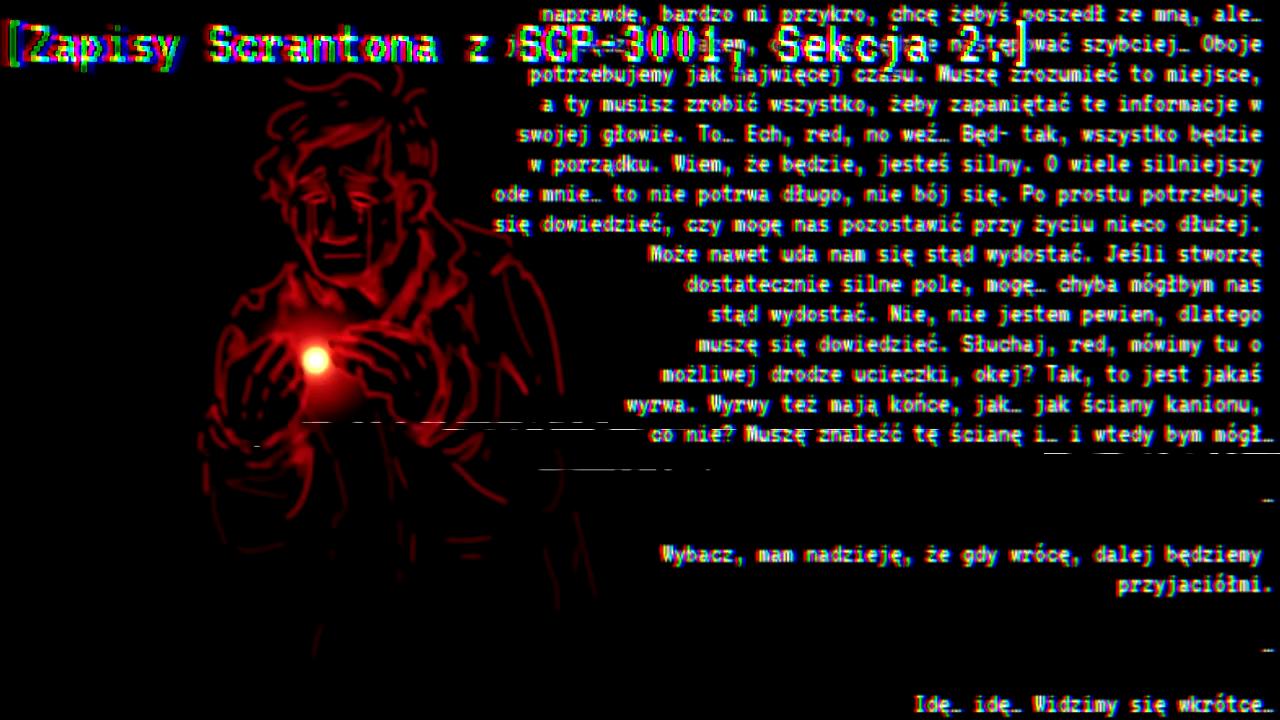 naprawdę, bardzo mi przykro, chcę żebyś poszedł ze mną, ale…
[Zapisy Scrantona z SCP-3001, Sekcja 2.]
szybciej… Oboje
potrzebujemy jak najwięcej czasu. Muszę zrozumieć to miejsce,
a ty musisz zrobić wszystko, żeby zapamiętać te informacje w
swojej głowie. To… Ech, red, no weź… Będ- tak, wszystko będzie
w porządku. Wiem, że będzie, jesteś silny. O wiele silniejszy
ode mnie… to nie potrwa długo, nie bój się. Po prostu potrzebuję
się dowiedzieć, czy mogę nas pozostawić przy życiu nieco dłużej.
Może nawet uda nam się stąd wydostać. Jeśli stworzę
dostatecznie silne pole, mogę… chyba mógłbym nas
stąd wydostać. Nie, nie jestem pewien, dlatego
muszę się dowiedzieć. Słuchaj, red, mówimy tu o
możliwej drodze ucieczki, okej? Tak, to jest jakaś
wyrwa. Wyrwy też mają końce, jak… jak ściany kanionu,
co nie? Muszę znaleźć tę ścianę i… i wtedy bym mógł…
…
Wybacz, mam nadzieję, że gdy wrócę, dalej będziemy
przyjaciółmi.
…
Idę… idę… Widzimy się wkrótce…